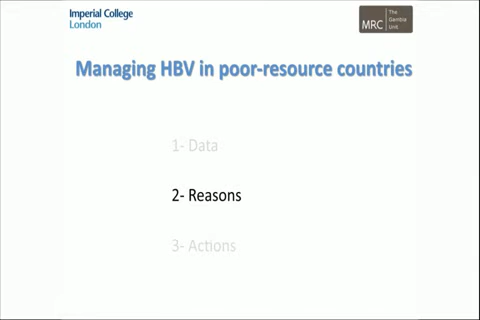 Imperial College
London
MRC
The
Gambia
Unit
Managing HBV in poor-resource countries
1- Data
2- Reasons
3- Actions